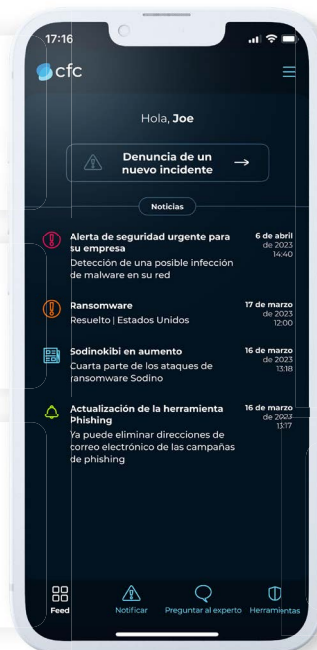 17:16
cfc
Hola, Joe
Denuncia de un
nuevo incidente
Noticias
Alerta de seguridad urgente para
su empresa
6 de abril
de 2023
14:40
Detección de una posible infección
de malware en su red
Ransomware
Resuelto | Estados Unidos
17 de marzo
de 2023
12:00
Sodinokibi en aumento
Cuarta parte de los ataques de
ransomware Sodino
16 de marzo
de 2023
13:18
Actualización de la herramienta
Phishing
16 de marzo
de 2023
13:17
Ya puede eliminar direcciones de
correo electrónico de las campañas
de phishing
Feed Notificar Preguntar al experto Herramientas